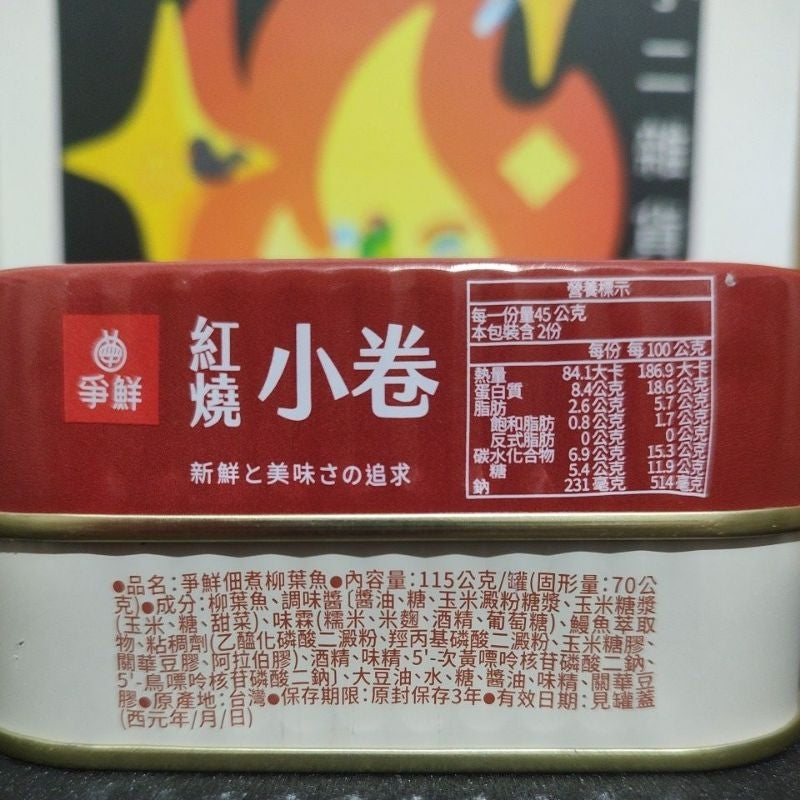 二
雜
貨
爭鮮
紅燒
小卷
新鮮と美味さの追求
營養標示
每一份量45公克
本包裝含2份
每份 每100公克
熱量 84.1大卡 186.9大卡
蛋白質 8.4公克 18.6公克
脂肪 2.6公克 5.7公克
飽和脂肪 0.8公克 1.7公克
反式脂肪 0公克 0公克
碳水化合物 6.9公克 15.3公克
糖 5.4公克 11.9公克
鈉 231毫克 514毫克
●品名:爭鮮佃煮柳葉魚●內容量:115公克/罐(固形量:70公
克)●成分:柳葉魚、調味醬〔醬油、糖、玉米澱粉糖漿、玉米糖漿
(玉米、糖、甜菜)、味霖(糯米、米麴、酒精、葡萄糖)、鰻魚萃取
物、粘稠劑(乙醯化磷酸二澱粉、羥丙基磷酸二澱粉、玉米糖膠、
關華豆膠、阿拉伯膠)、酒精、味精、5'-次黃嘌呤核苷磷酸二鈉、
5'-鳥嘌呤核苷磷酸二鈉〕、大豆油、水、糖、醬油、味精、關華豆
膠●原產地:台灣●保存期限:原封保存3年●有效日期:見罐蓋
(西元年/月/日)